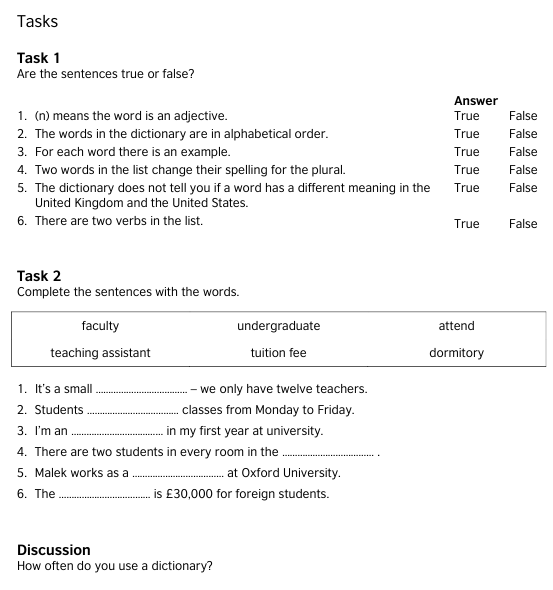 Tasks
Task 1
Are the sentences true or false?
Answer
1. (n) means the word is an adjective. True False
2. The words in the dictionary are in alphabetical order. True False
3. For each word there is an example. True False
4. Two words in the list change their spelling for the plural. True False
5. The dictionary does not tell you if a word has a different meaning in the True False
United Kingdom and the United States.
6. There are two verbs in the list. True False
Task 2
Complete the sentences with the words.
faculty undergraduate attend
teaching assistant tuition fee dormitory
1. It's a small .................................... – we only have twelve teachers.
2. Students .................................... classes from Monday to Friday.
3. I'm an .................................... in my first year at university.
4. There are two students in every room in the .................................... .
5. Malek works as a .................................... at Oxford University.
6. The .................................... is £30,000 for foreign students.
Discussion
How often do you use a dictionary?